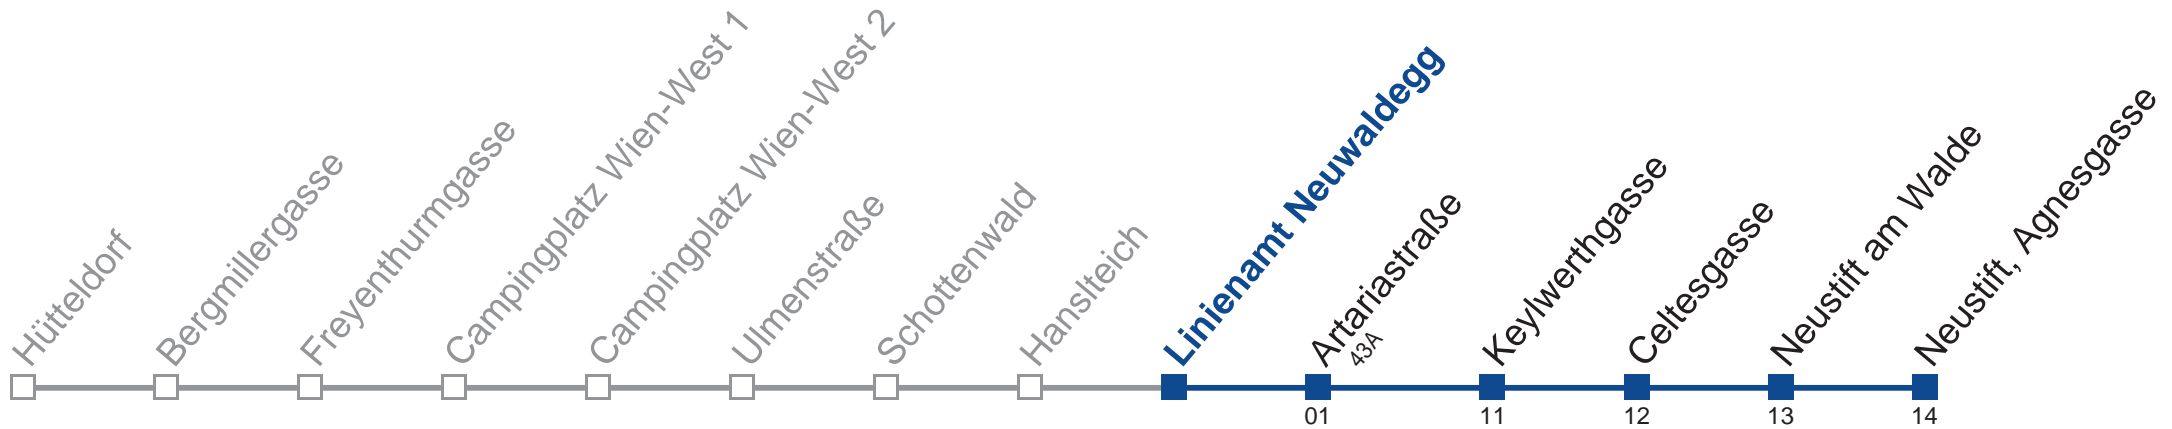 Hütteldorf
Bergmillergasse
Freyenthurmgasse
Campingplatz Wien-West 1
Campingplatz Wien-West 2
Ulmenstraße
Schottenwald
Hanslteich
Linienamt Neuwaldegg
Artariastraße
43A
Keylwerthgasse
Celtesgasse
Neustift am Walde
Neustift, Agnesgasse
01 11 12 13 14